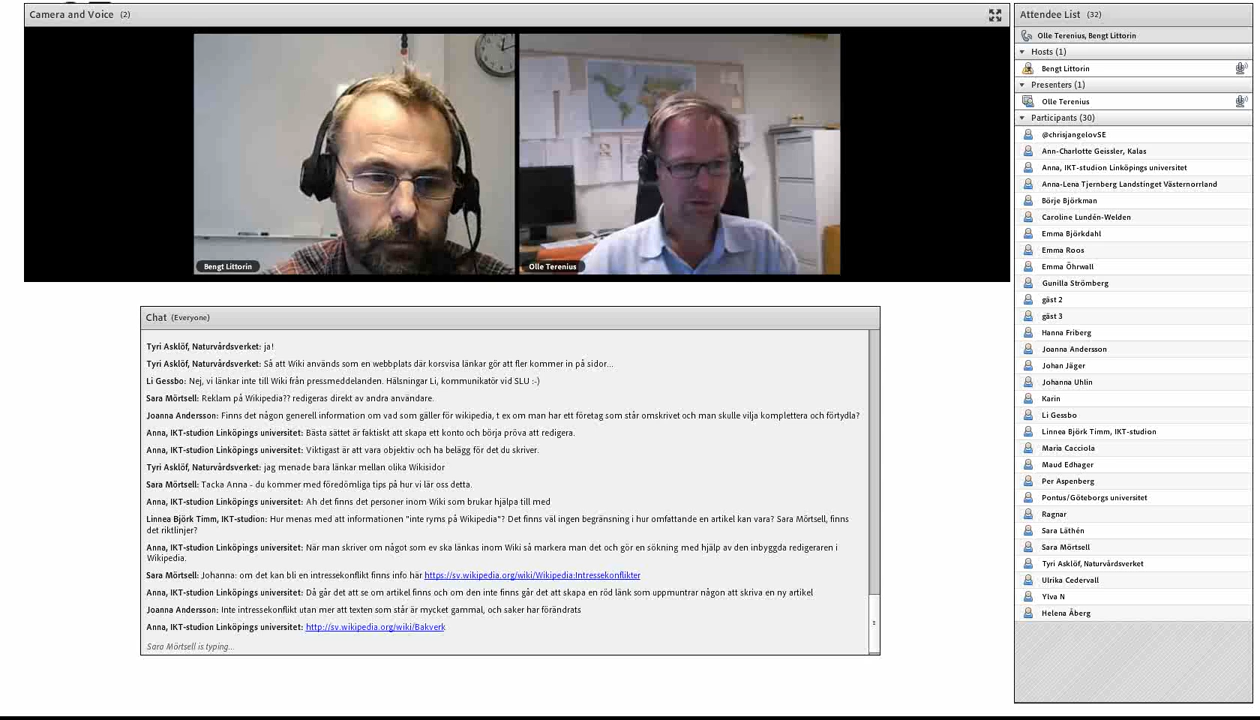 Camera and Voice (2)
Bengt Littorin
Olle Terenius
Chat (Everyone)
Tyri Asklöf, Naturvårdsverket: ja!
Tyri Asklöf, Naturvårdsverket: Så att Wiki används som en webbplats där korsvisa länkar gör att fler kommer in på sidor...
Li Gessbo: Nej, vi länkar inte till Wiki från pressmeddelanden. Hälsningar Li, kommunikatör vid SLU :-)
Sara Mörtsell: Reklam på Wikipedia?? redigeras direkt av andra användare.
Joanna Andersson: Finns det någon generell information om vad som gäller för wikipedia, t ex om man har ett företag som står omskrivet och man skulle vilja komplettera och förtydla?
Anna, IKT-studion Linköpings universitet: Bästa sättet är faktiskt att skapa ett konto och börja pröva att redigera.
Anna, IKT-studion Linköpings universitet: Viktigast är att vara objektiv och ha belägg för det du skriver.
Tyri Asklöf, Naturvårdsverket: jag menade bara länkar mellan olika Wikisidor
Sara Mörtsell: Tacka Anna - du kommer med föredömliga tips på hur vi lär oss detta.
Anna, IKT-studion Linköpings universitet: Ah det finns det personer inom Wiki som brukar hjälpa till med
Linnea Björk Timm, IKT-studion: Hur menas med att informationen "inte ryms på Wikipedia"? Det finns väl ingen begränsning i hur omfattande en artikel kan vara? Sara Mörtsell, finns
det riktlinjer?
Anna, IKT-studion Linköpings universitet: När man skriver om något som ev ska länkas inom Wiki så markera man det och gör en sökning med hjälp av den inbyggda redigeraren i
Wikipedia.
Sara Mörtsell: Johanna: om det kan bli en intressekonflikt finns info här https://sv.wikipedia.org/wiki/Wikipedia:Intressekonflikter
Anna, IKT-studion Linköpings universitet: Då går det att se om artikel finns och om den inte finns går det att skapa en röd länk som uppmuntrar någon att skriva en ny artikel
Joanna Andersson: Inte intressekonflikt utan mer att texten som står är mycket gammal, och saker har förändrats
Anna, IKT-studion Linköpings universitet: http://sv.wikipedia.org/wiki/Bakverk
Sara Mörtsell is typing...
Attendee List (32)
Olle Terenius, Bengt Littorin
Hosts (1)
Bengt Littorin
Presenters (1)
Olle Terenius
Participants (30)
@chrisjangelovSE
Ann-Charlotte Geissler, Kalas
Anna, IKT-studion Linköpings universitet
Anna-Lena Tjernberg Landstinget Västernorrland
Börje Björkman
Caroline Lundén-Welden
Emma Björkdahl
Emma Roos
Emma Öhrwall
Gunilla Strömberg
gäst 2
gäst 3
Hanna Friberg
Joanna Andersson
Johan Jäger
Johanna Uhlin
Karin
Li Gessbo
Linnea Björk Timm, IKT-studion
Maria Cacciola
Maud Edhager
Per Aspenberg
Pontus/Göteborgs universitet
Ragnar
Sara Låthén
Sara Mörtsell
Tyri Asklöf, Naturvårdsverket
Ulrika Cedervall
Ylva N
Helena Åberg